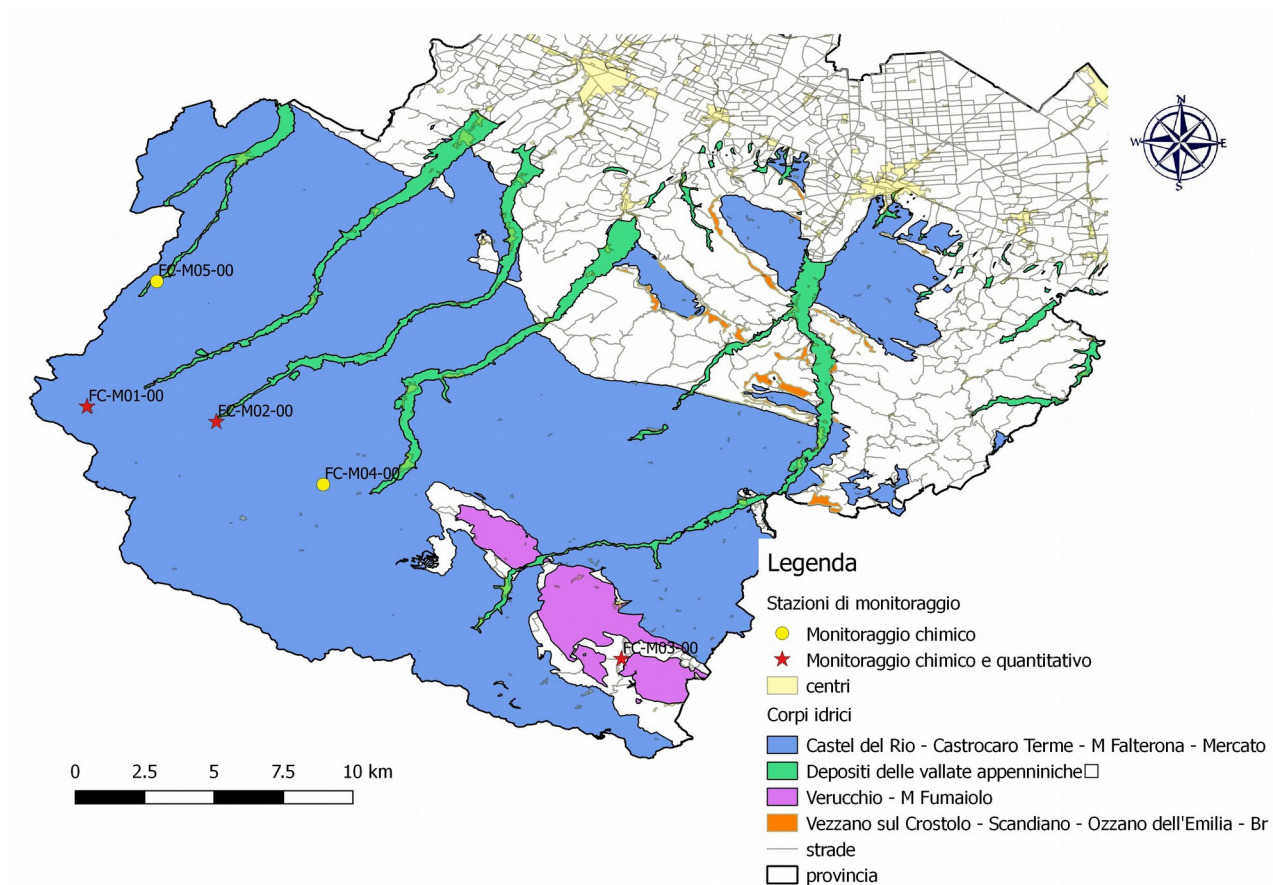 N
W E
S
FC-M05-00
FC-M01-00
FC-M02-00
FC-M04-00
FC-M03-00
Legenda
Stazioni di monitoraggio
Monitoraggio chimico
Monitoraggio chimico e quantitativo
centri
Corpi idrici
Castel del Rio - Castrocaro Terme - M Falterona - Mercato
Depositi delle vallate appenniniche□
Verucchio - M Fumaiolo
Vezzano sul Crostolo - Scandiano - Ozzano dell'Emilia - Br
strade
provincia
0 2.5 5 7.5 10 km